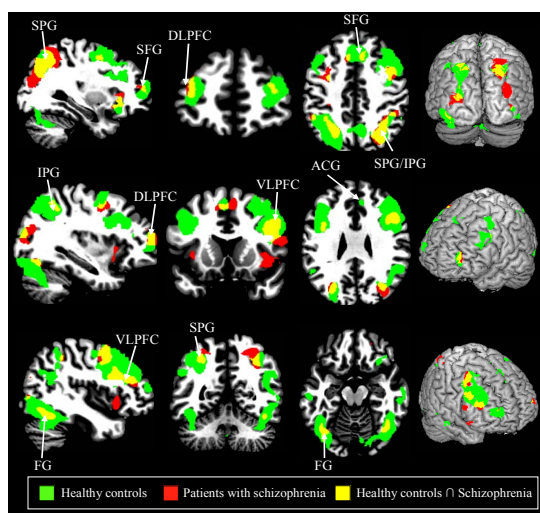 SPG
SFG
DLPFC
SFG
SPG/IPG
IPG
DLPFC
VLPFC
ACG
VLPFC
FG
SPG
FG
Healthy controls
Patients with schizophrenia
Healthy controls ∩ Schizophrenia